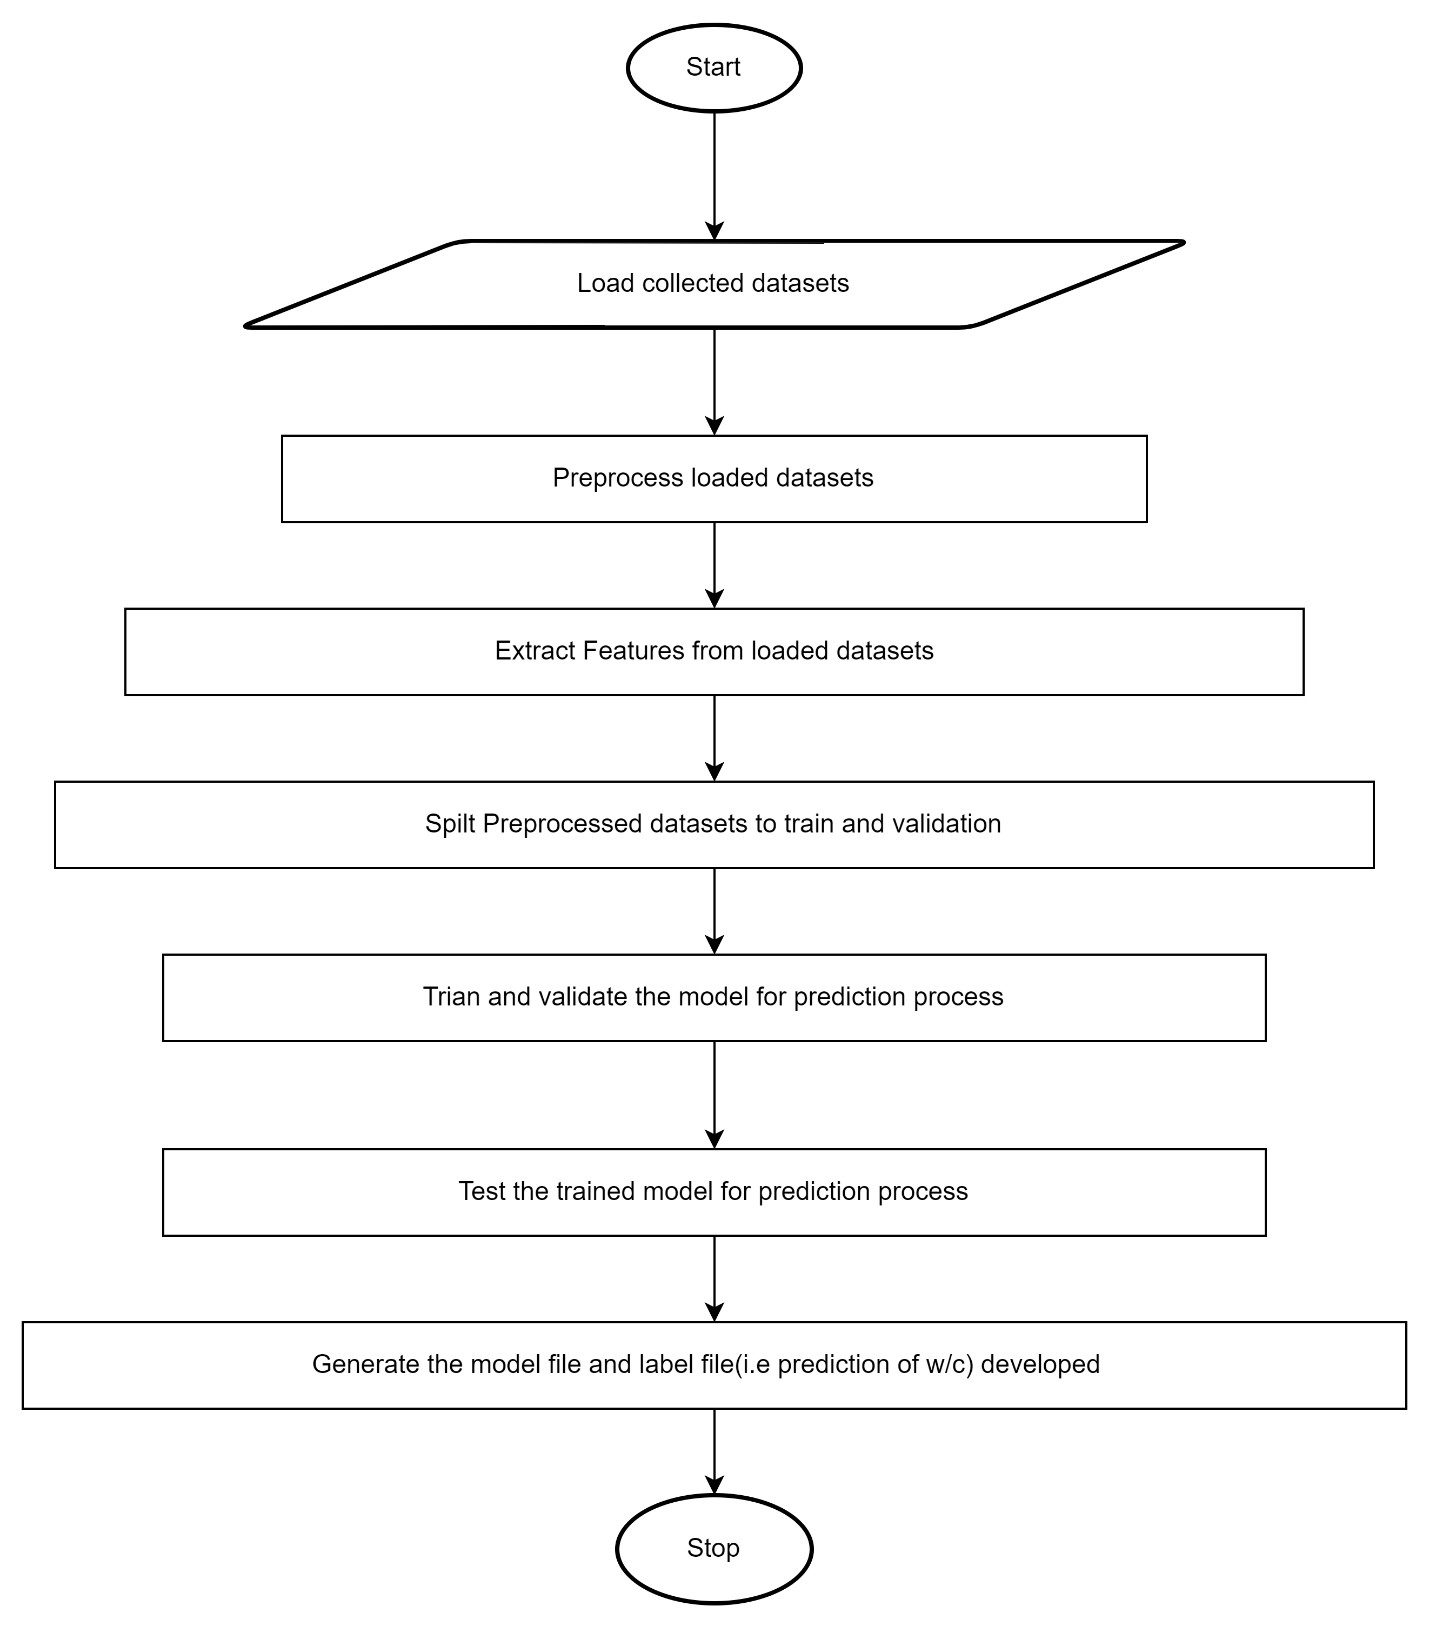 Start
Load collected datasets
Preprocess loaded datasets
Extract Features from loaded datasets
Spilt Preprocessed datasets to train and validation
Trian and validate the model for prediction process
Test the trained model for prediction process
Generate the model file and label file(i.e prediction of w/c) developed
Stop